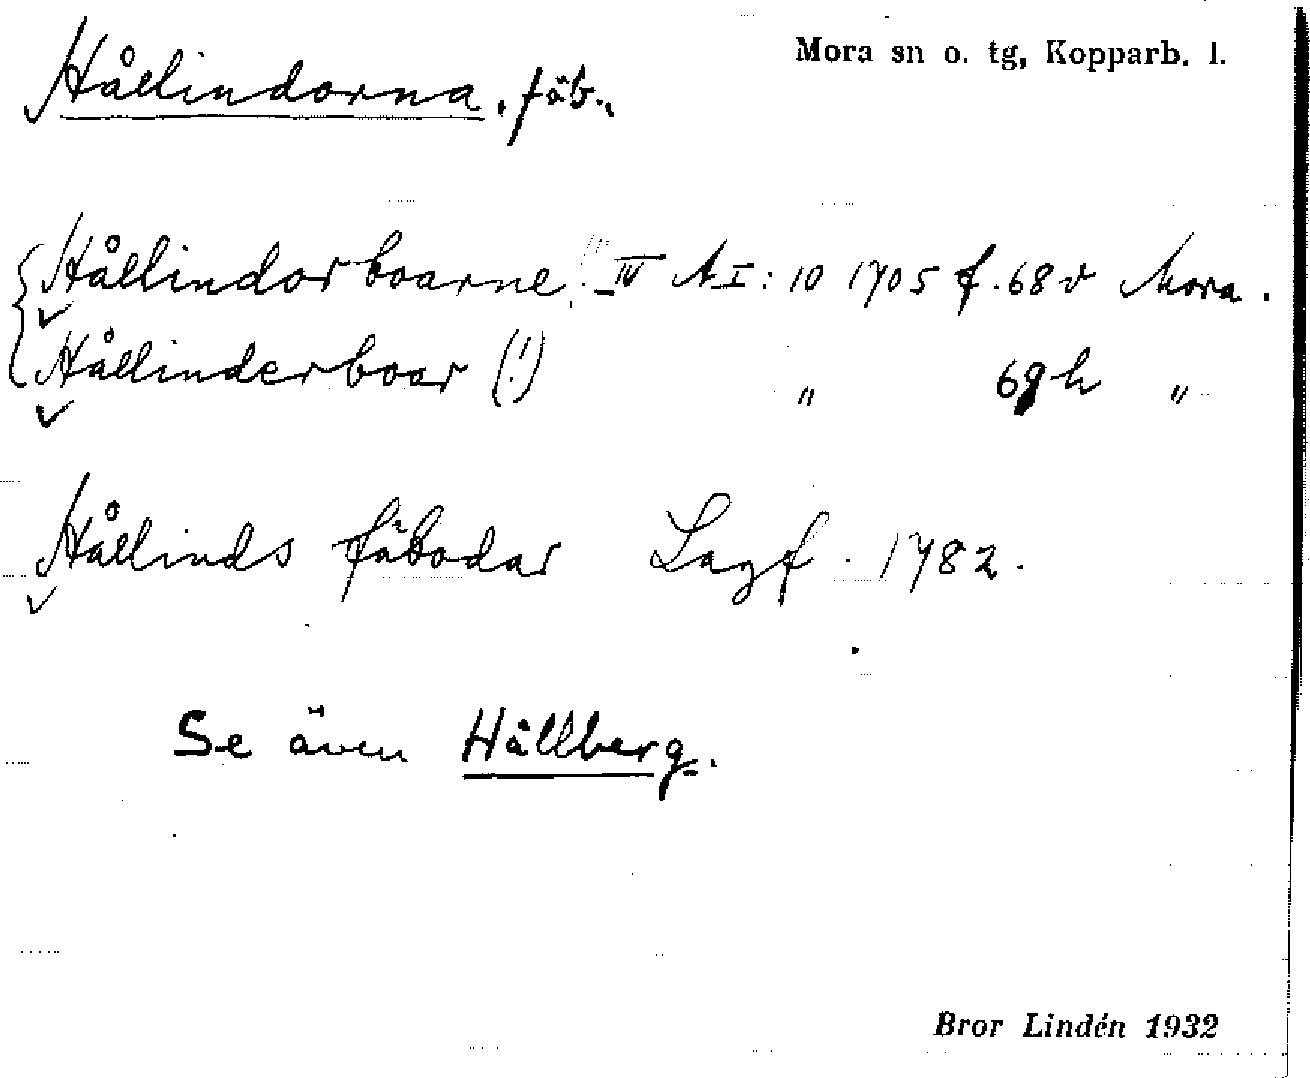 Mora sn o. tg, Kopparb. l.
Hållindorna, fäb.,
Hållindorboarne IV A I: 10 1705 f. 68 v Mora.
Hållinderboar (!) " 69 h "
Hållinds fäbodar Lagf. 1782.
Se även Hållberg.
Bror Lindén 1932